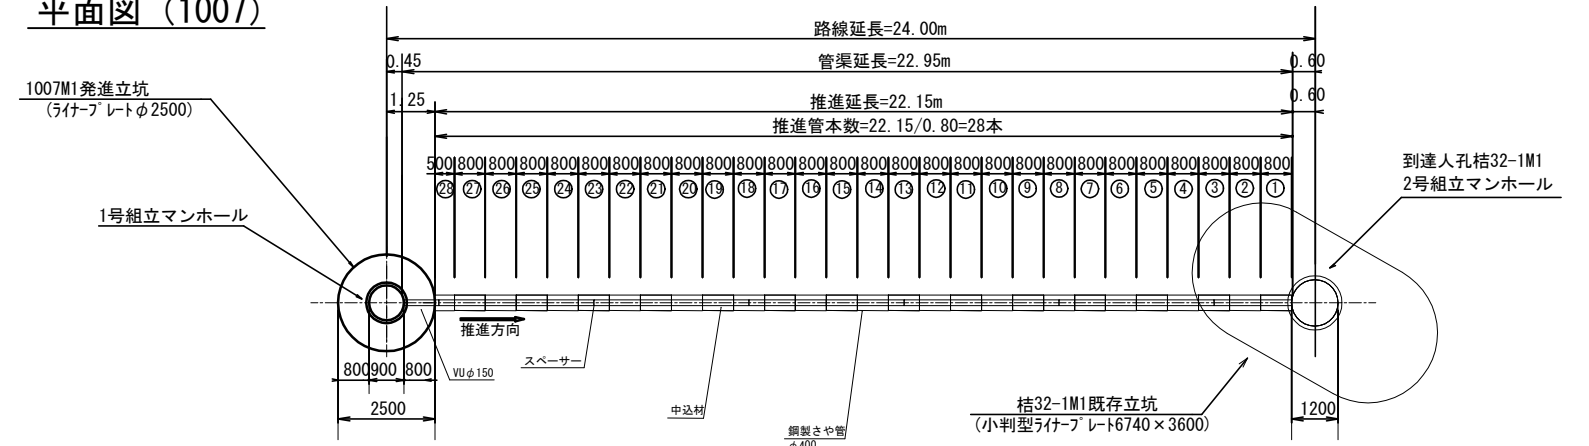 平面図 (1007)
路線延長=24.00m
0.45
管渠延長=22.95m
0.60
1007M1発進立坑
(ライナープレートφ2500)
1.25
推進延長=22.15m
0.60
推進管本数=22.15/0.80=28本
500 800 800 800 800 800 800 800 800 800 800 800 800 800 800 800 800 800 800 800 800 800 800 800 800 800 800 800
㉘ ㉗ ㉖ ㉕ ㉔ ㉓ ㉒ ㉑ ⑳ ⑲ ⑱ ⑰ ⑯ ⑮ ⑭ ⑬ ⑫ ⑪ ⑩ ⑨ ⑧ ⑦ ⑥ ⑤ ④ ③ ② ①
到達人孔桔32-1M1
2号組立マンホール
1号組立マンホール
推進方向
スペーサー
800 900 800
VUφ150
2500
中込材
鋼製さや管
φ400
桔32-1M1既存立坑
(小判型ライナープレート6740×3600)
1200